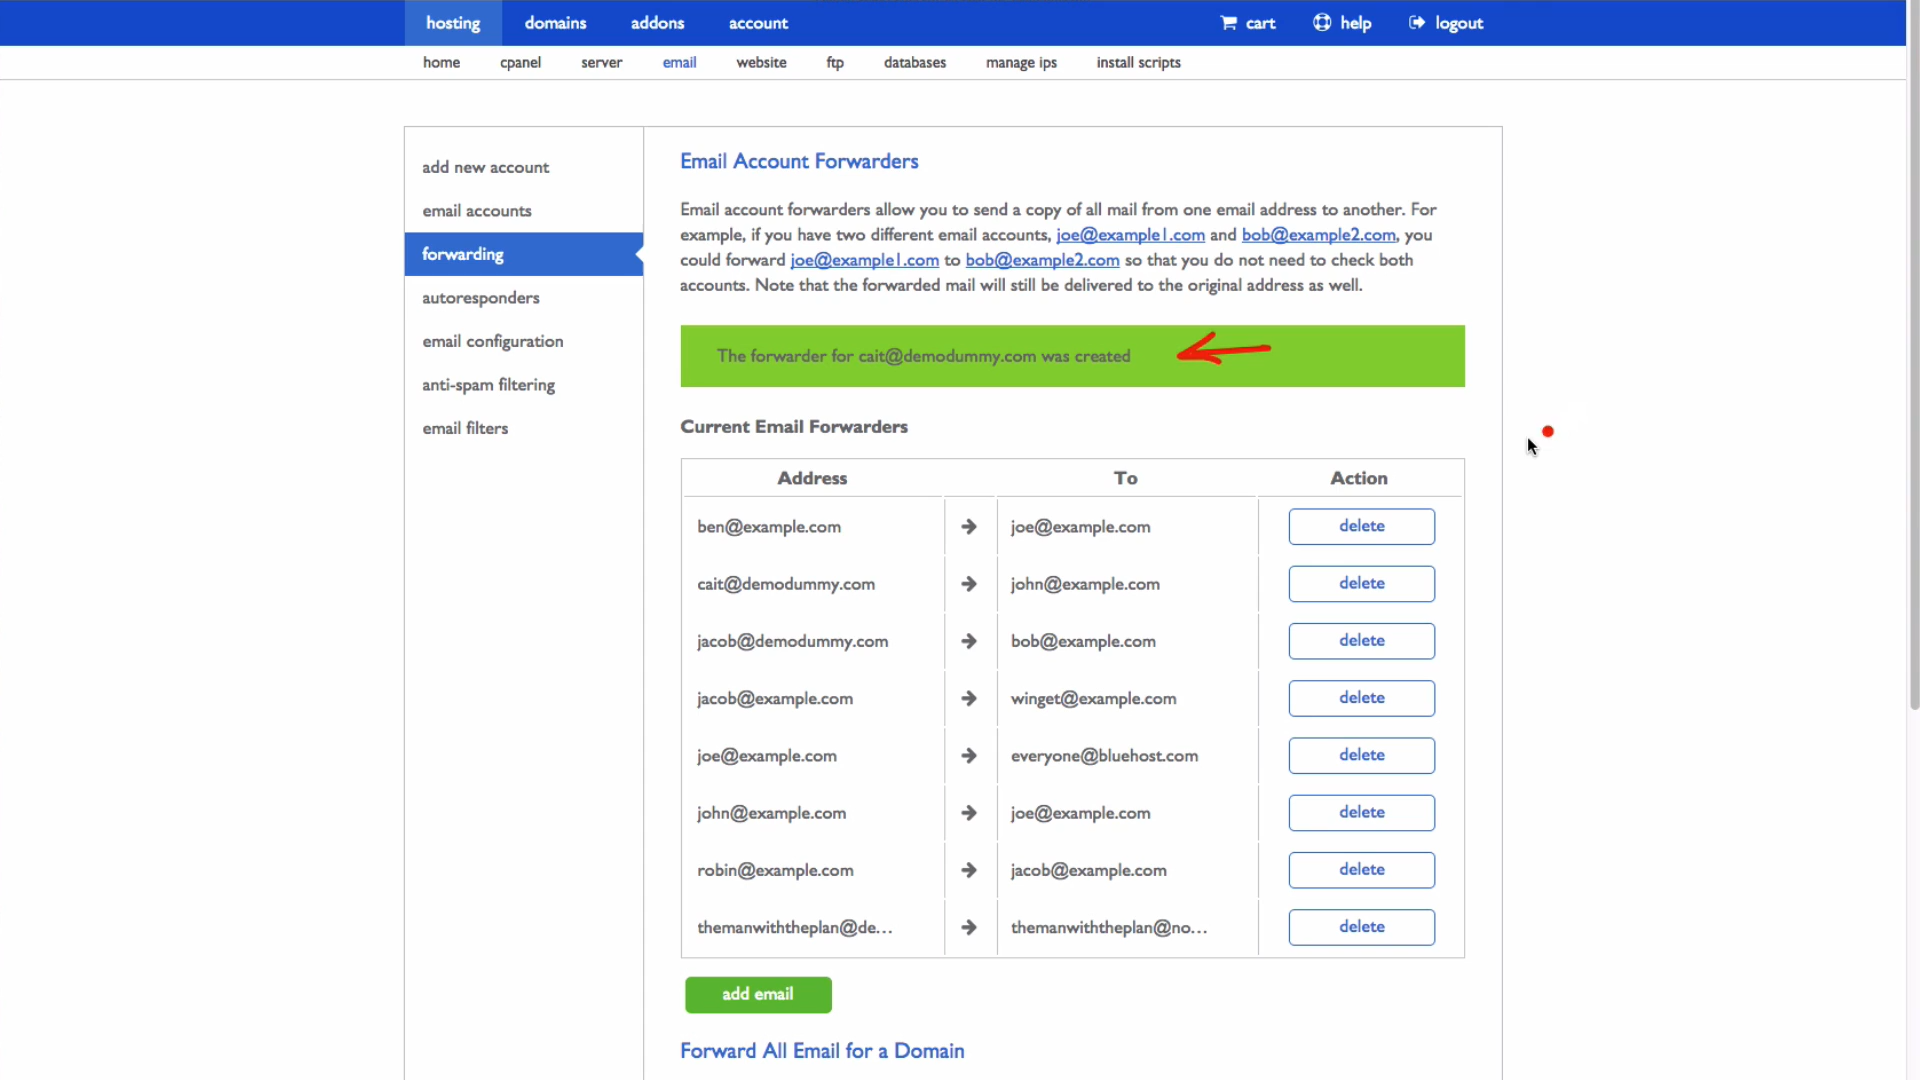 hosting domains addons account cart help logout
home cpanel server email website ftp databases manage ips install scripts
add new account
email accounts
forwarding
autoresponders
email configuration
anti-spam filtering
email filters
Email Account Forwarders
Email account forwarders allow you to send a copy of all mail from one email address to another. For
example, if you have two different email accounts, joe@example1.com and bob@example2.com, you
could forward joe@example1.com to bob@example2.com so that you do not need to check both
accounts. Note that the forwarded mail will still be delivered to the original address as well.
The forwarder for cait@demodummy.com was created
Current Email Forwarders
Address To Action
ben@example.com joe@example.com delete
cait@demodummy.com john@example.com delete
jacob@demodummy.com bob@example.com delete
jacob@example.com winget@example.com delete
joe@example.com everyone@bluehost.com delete
john@example.com joe@example.com delete
robin@example.com jacob@example.com delete
themanwiththeplan@de... themanwiththeplan@no... delete
add email
Forward All Email for a Domain